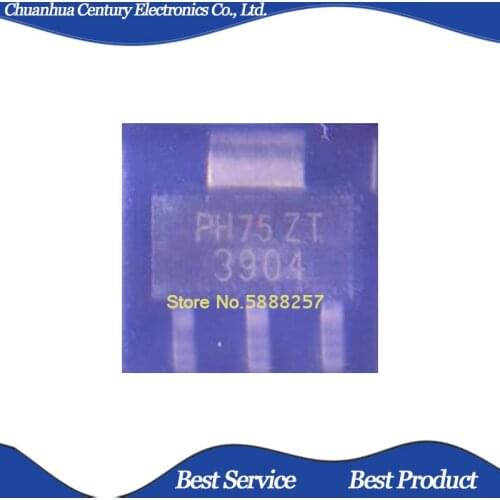 Chuanhua Century Electronics Co., Ltd.
PH75 ZT
3904
Store No.5888257
Best Service Best Product